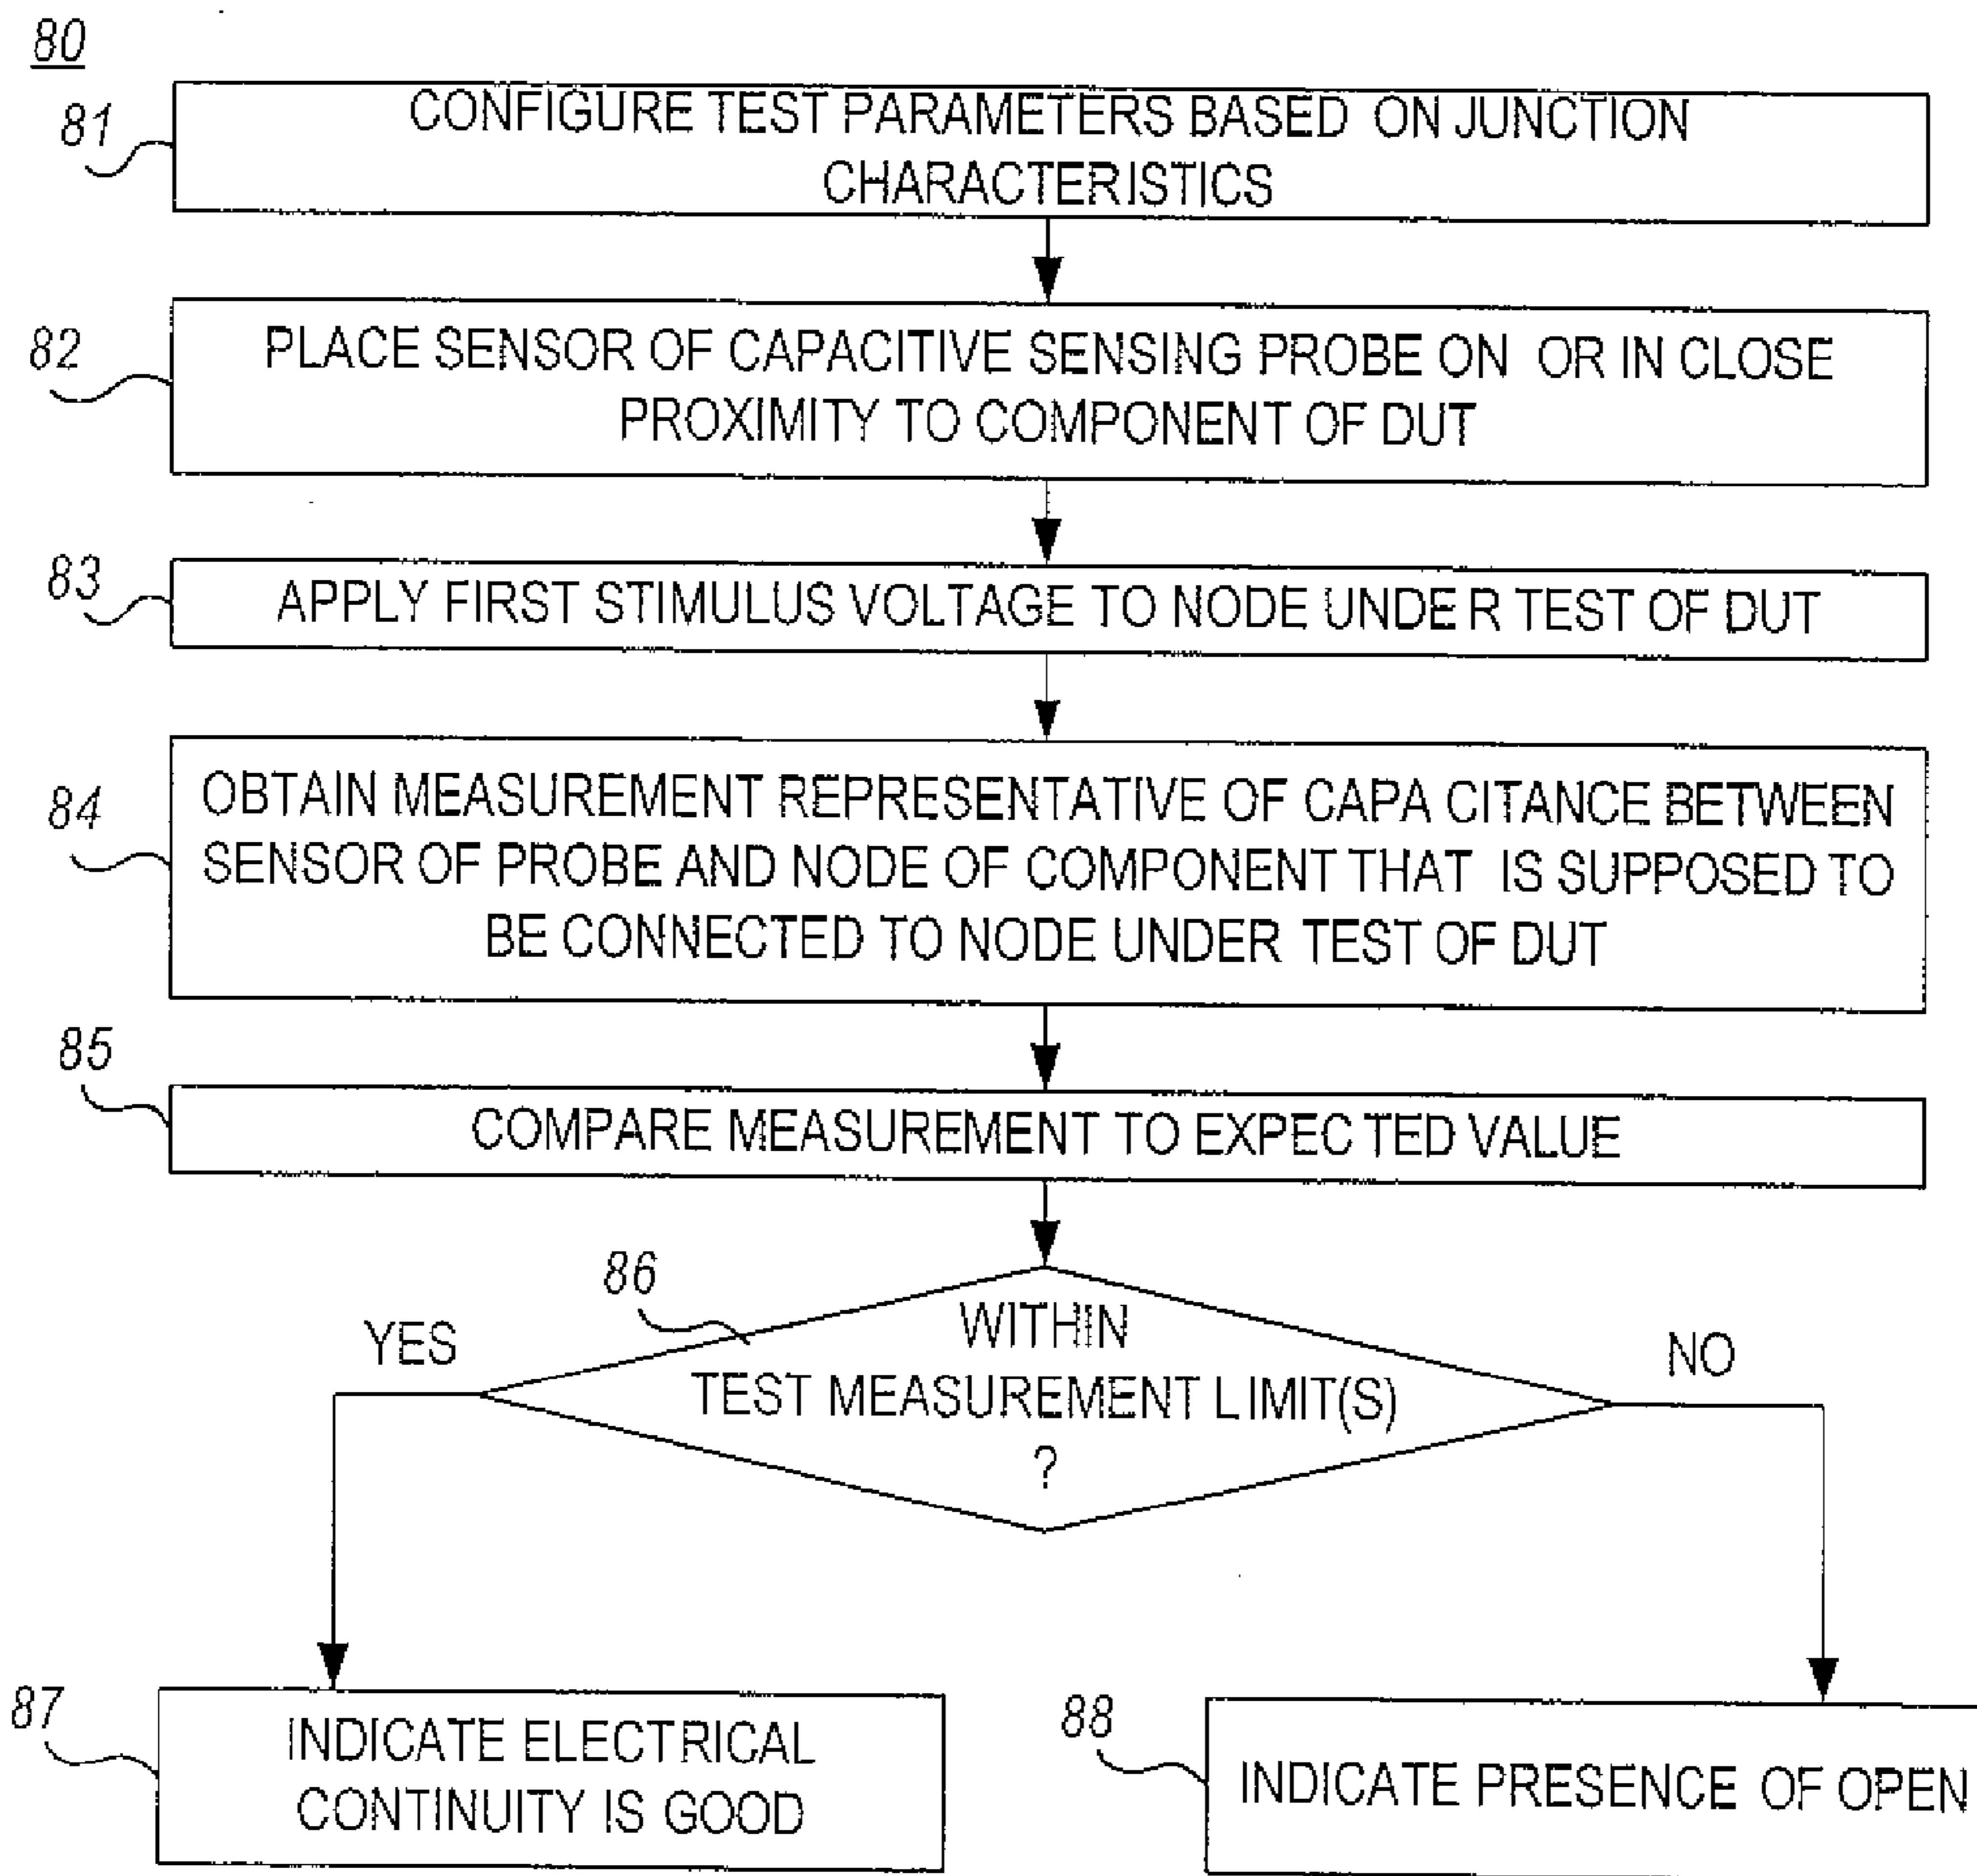 80
81
CONFIGURE TEST PARAMETERS BASED ON JUNCTION
CHARACTERISTICS
82
PLACE SENSOR OF CAPACITIVE SENSING PROBE ON OR IN CLOSE
PROXIMITY TO COMPONENT OF DUT
83
APPLY FIRST STIMULUS VOLTAGE TO NODE UNDER TEST OF DUT
84
OBTAIN MEASUREMENT REPRESENTATIVE OF CAPA CITANCE BETWEEN
SENSOR OF PROBE AND NODE OF COMPONENT THAT IS SUPPOSED TO
BE CONNECTED TO NODE UNDER TEST OF DUT
85
COMPARE MEASUREMENT TO EXPECTED VALUE
86
WITHIN
TEST MEASUREMENT LIMIT(S)
?
YES
NO
87
INDICATE ELECTRICAL
CONTINUITY IS GOOD
88
INDICATE PRESENCE OF OPEN